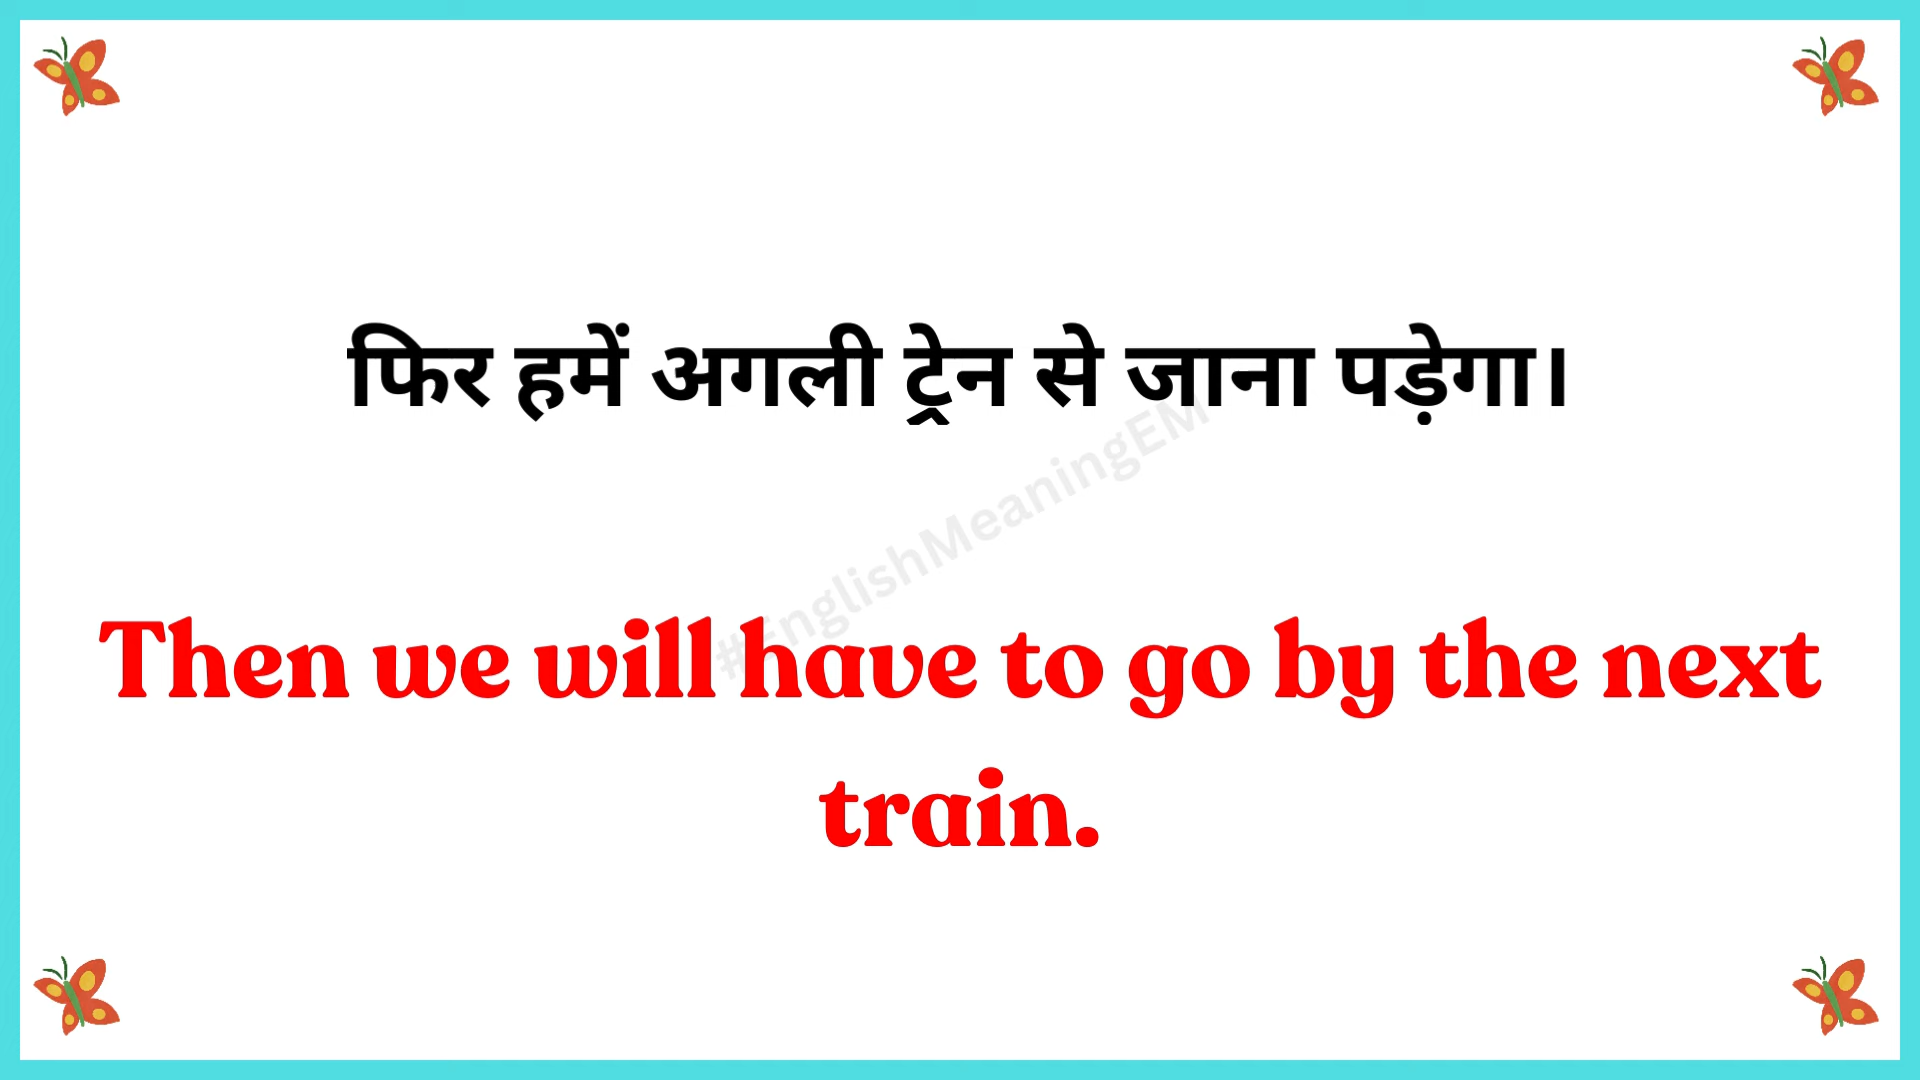 फिर हमें अगली ट्रेन से जाना पड़ेगा।
#EnglishMeaningEM
Then we will have to go by the next
train.